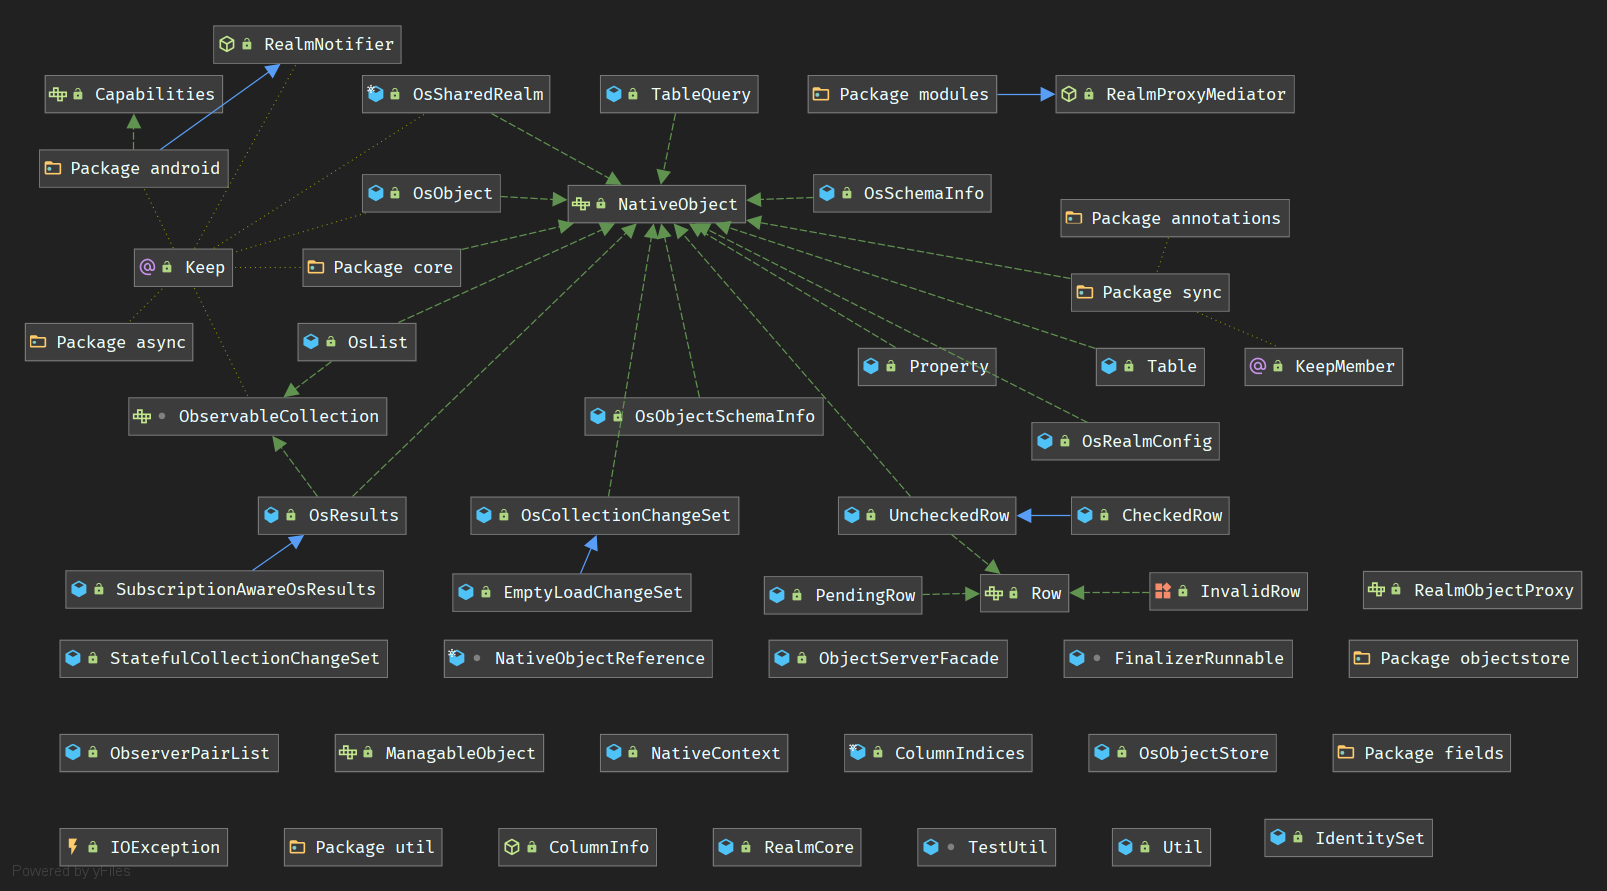 RealmNotifier
Capabilities
OsSharedRealm
TableQuery
Package modules
RealmProxyMediator
Package android
OsObject
NativeObject
OsSchemaInfo
Package annotations
Keep
Package core
Package sync
Package async
OsList
Property
Table
KeepMember
ObservableCollection
OsObjectSchemaInfo
OsRealmConfig
OsResults
OsCollectionChangeSet
UncheckedRow
CheckedRow
SubscriptionAwareOsResults
EmptyLoadChangeSet
PendingRow
Row
InvalidRow
RealmObjectProxy
StatefulCollectionChangeSet
NativeObjectReference
ObjectServerFacade
FinalizerRunnable
Package objectstore
ObserverPairList
ManagableObject
NativeContext
ColumnIndices
OsObjectStore
Package fields
IOException
Package util
ColumnInfo
RealmCore
TestUtil
Util
IdentitySet
Powered by yFiles